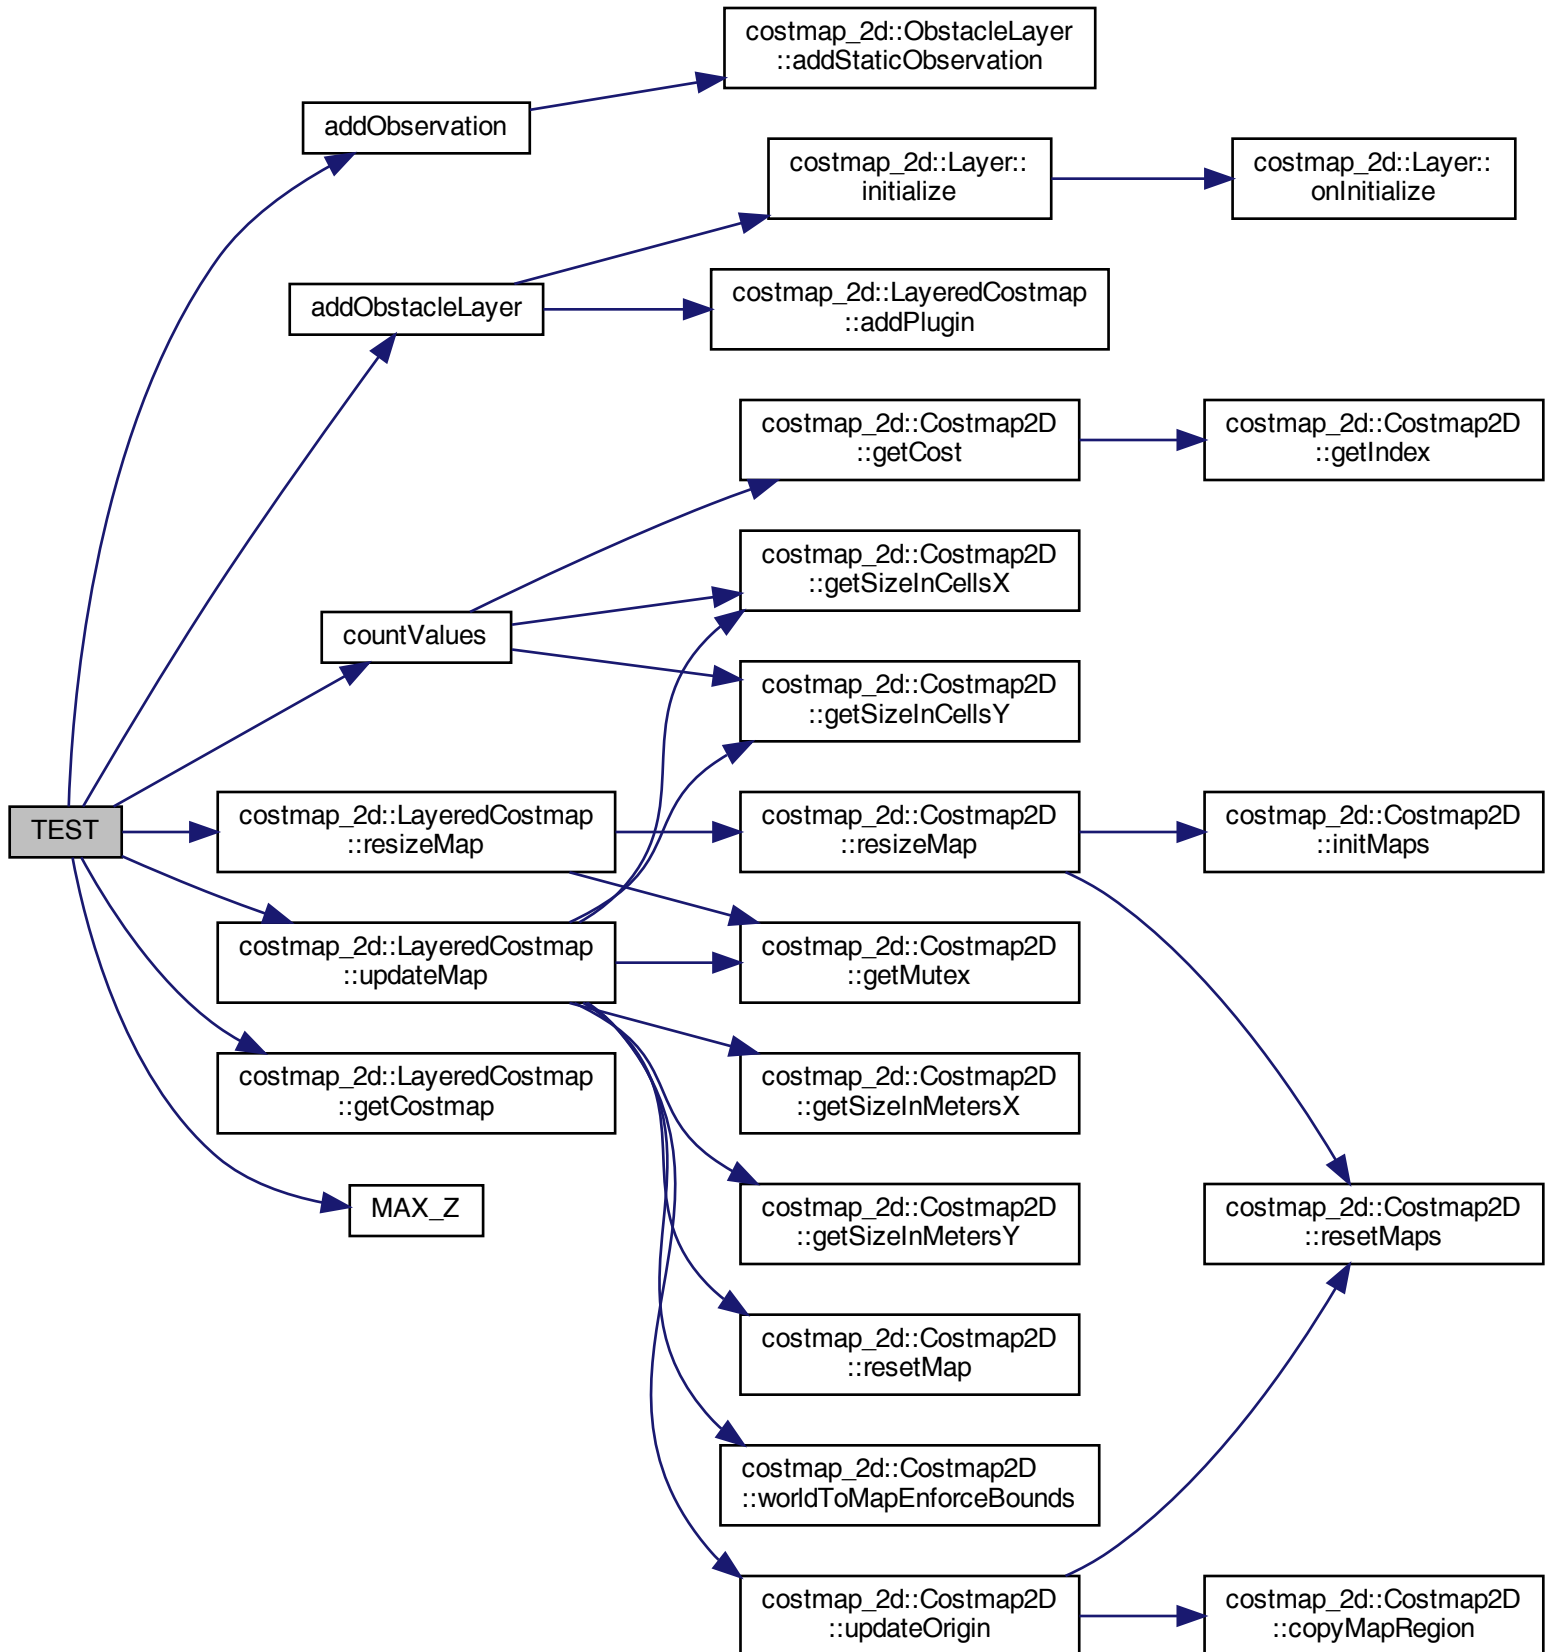 costmap_2d::ObstacleLayer
::addStaticObservation
addObservation
costmap_2d::Layer::
initialize
costmap_2d::Layer::
onInitialize
addObstacleLayer
costmap_2d::LayeredCostmap
::addPlugin
costmap_2d::Costmap2D
::getCost
costmap_2d::Costmap2D
::getIndex
costmap_2d::Costmap2D
::getSizeInCellsX
countValues
costmap_2d::Costmap2D
::getSizeInCellsY
TEST
costmap_2d::LayeredCostmap
::resizeMap
costmap_2d::Costmap2D
::resizeMap
costmap_2d::Costmap2D
::initMaps
costmap_2d::LayeredCostmap
::updateMap
costmap_2d::Costmap2D
::getMutex
costmap_2d::LayeredCostmap
::getCostmap
costmap_2d::Costmap2D
::getSizeInMetersX
MAX_Z
costmap_2d::Costmap2D
::getSizeInMetersY
costmap_2d::Costmap2D
::resetMaps
costmap_2d::Costmap2D
::resetMap
costmap_2d::Costmap2D
::worldToMapEnforceBounds
costmap_2d::Costmap2D
::updateOrigin
costmap_2d::Costmap2D
::copyMapRegion